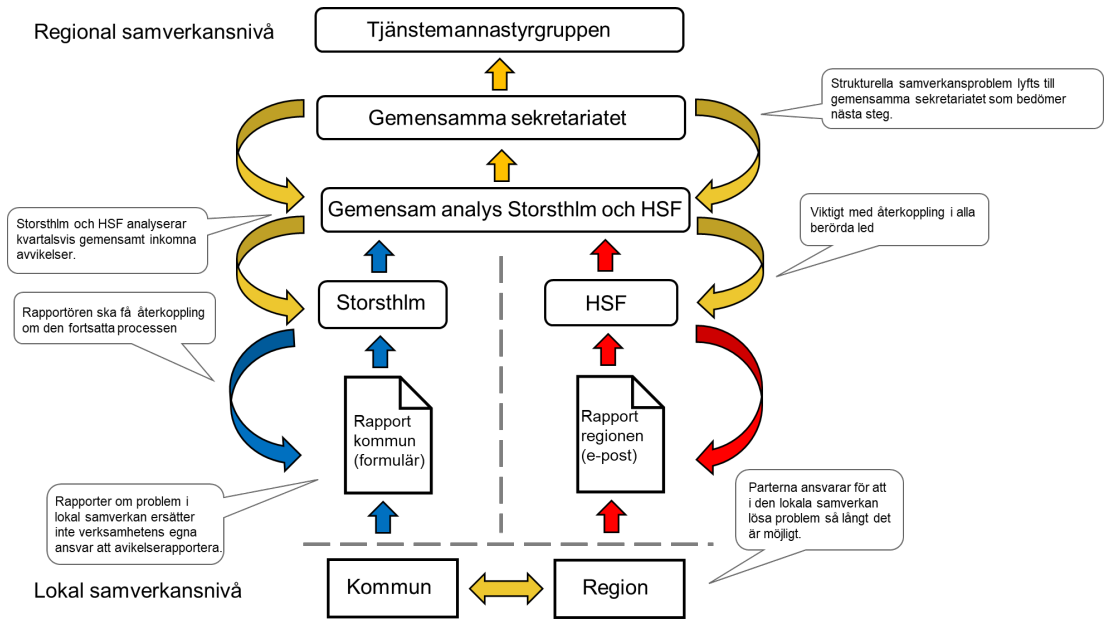 Regional samverkansnivå
Tjänstemannastyrgruppen
Strukturella samverkansproblem lyfts till
gemensamma sekretariatet som bedömer
nästa steg.
Gemensamma sekretariatet
Gemensam analys Storsthlm och HSF
Storsthlm och HSF analyserar
kvartalsvis gemensamt inkomna
avvikelser.
Viktigt med återkoppling i alla
berörda led
Storsthlm
HSF
Rapportören ska få återkoppling
om den fortsatta processen
Rapport
kommun
(formulär)
Rapport
regionen
(e-post)
Rapporter om problem i
lokal samverkan ersätter
inte verksamhetens egna
ansvar att avikelserapportera.
Parterna ansvarar för att
i den lokala samverkan
lösa problem så långt det
är möjligt.
Lokal samverkansnivå
Kommun
Region